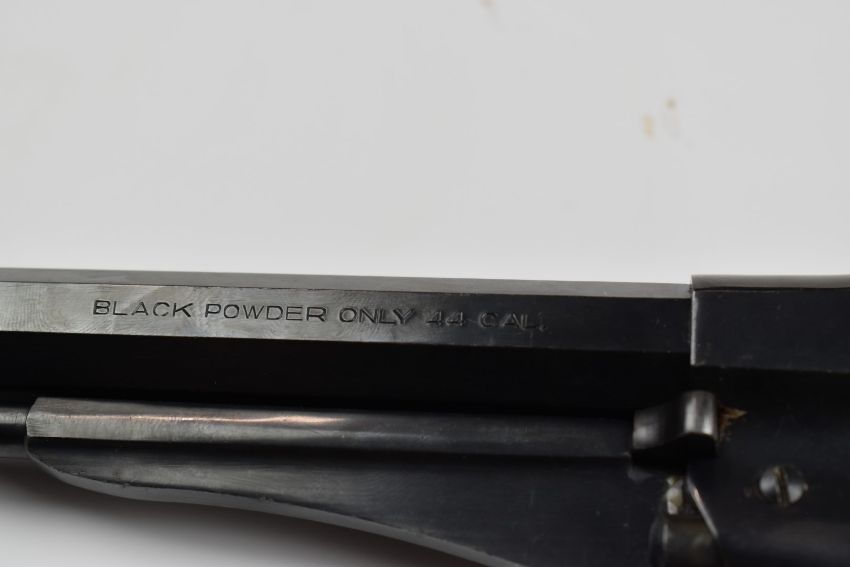 BLACK POWDER ONLY 44 CAL.